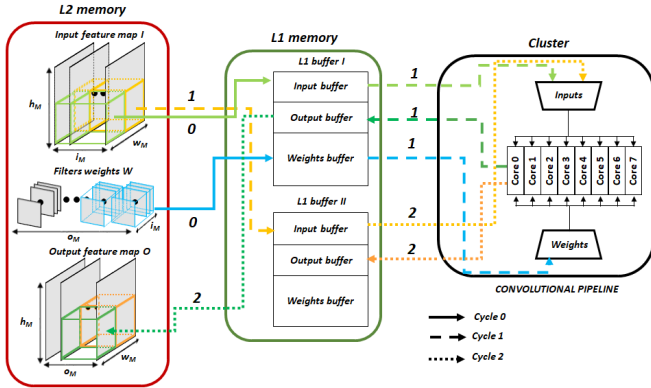 L2 memory
Input feature map I
h_M
i_M
w_M
Filters weights W
o_M
i_M
Output feature map O
h_M
o_M
w_M
1
0
0
2
L1 memory
L1 buffer I
Input buffer
Output buffer
Weights buffer
L1 buffer II
Input buffer
Output buffer
Weights buffer
1
1
1
2
2
Cluster
Inputs
Core 0
Core 1
Core 2
Core 3
Core 4
Core 5
Core 6
Core 7
Weights
CONVOLUTIONAL PIPELINE
Cycle 0
Cycle 1
Cycle 2